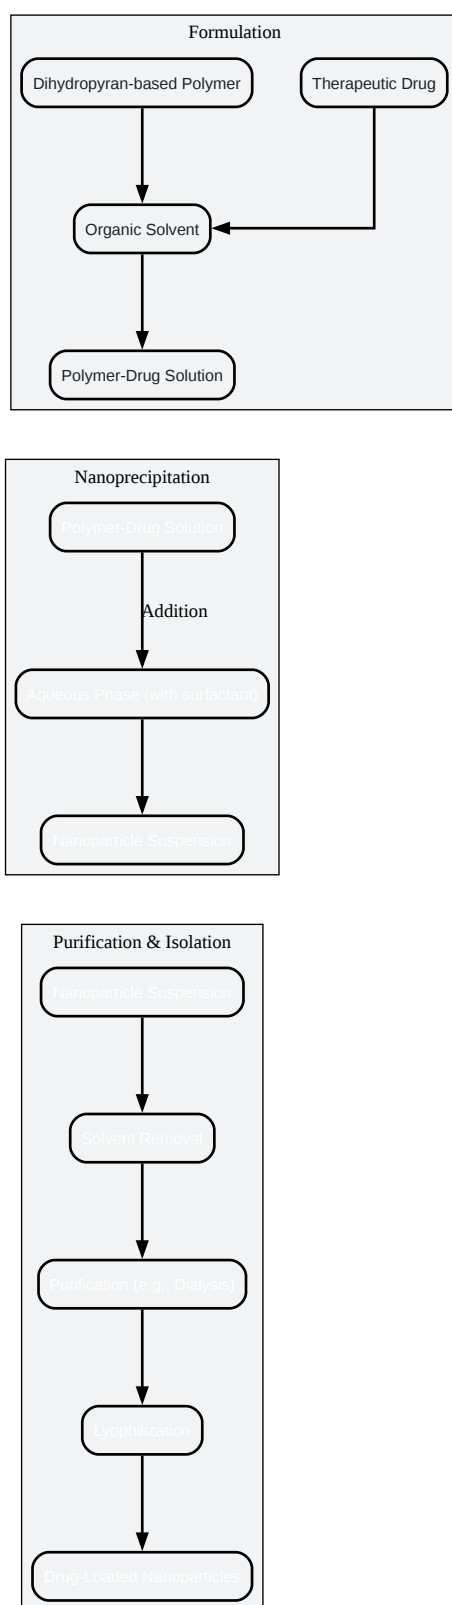 Formulation
Dihydropyran-based Polymer
Therapeutic Drug
Organic Solvent
Polymer-Drug Solution
Nanoprecipitation
Polymer-Drug Solution
Addition
Aqueous Phase (with surfactant)
Nanoparticle Suspension
Purification & Isolation
Nanoparticle Suspension
Solvent Removal
Purification (e.g., Dialysis)
Lyophilization
Drug-Loaded Nanoparticles